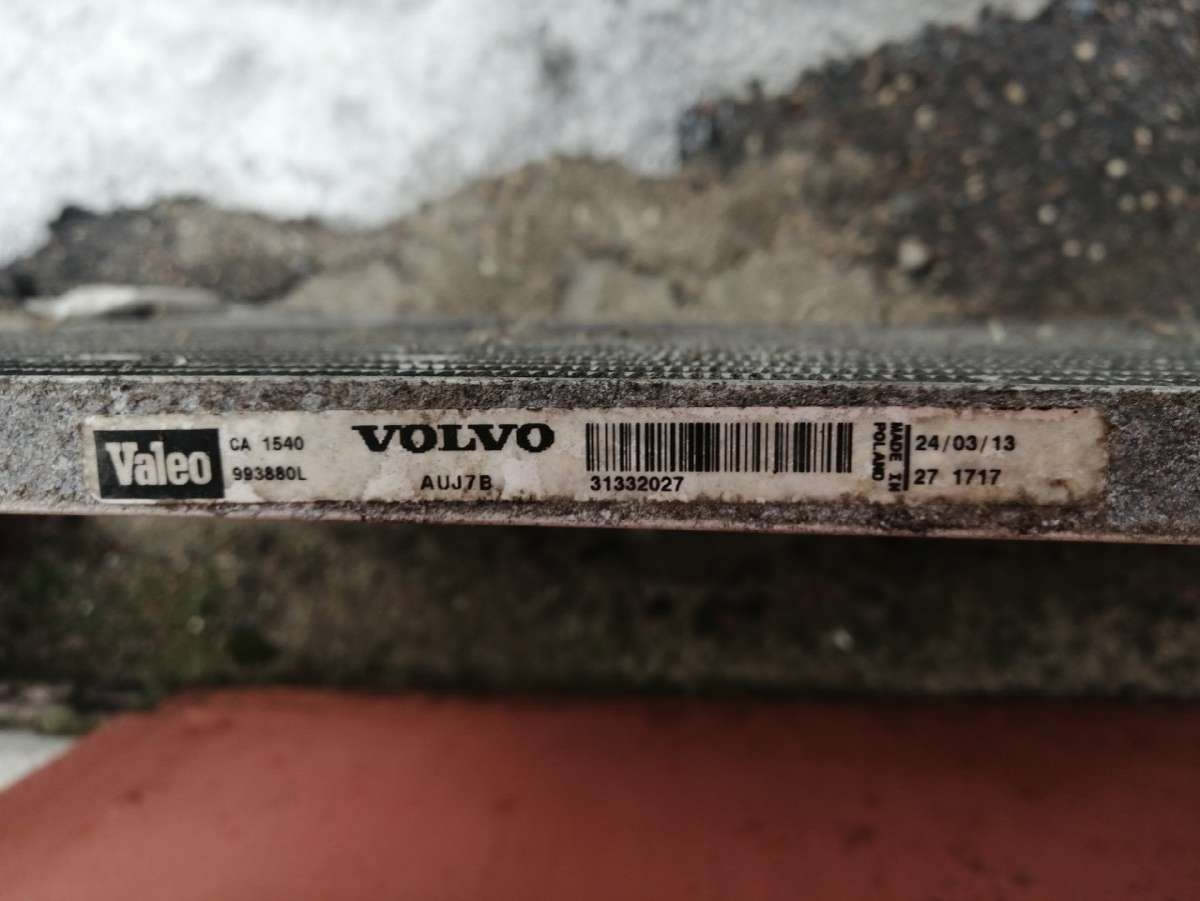 Valeo
CA 1540
993880L
VOLVO
AUJ7B
31332027
MADE IN
POLAND
24/03/13
27 1717